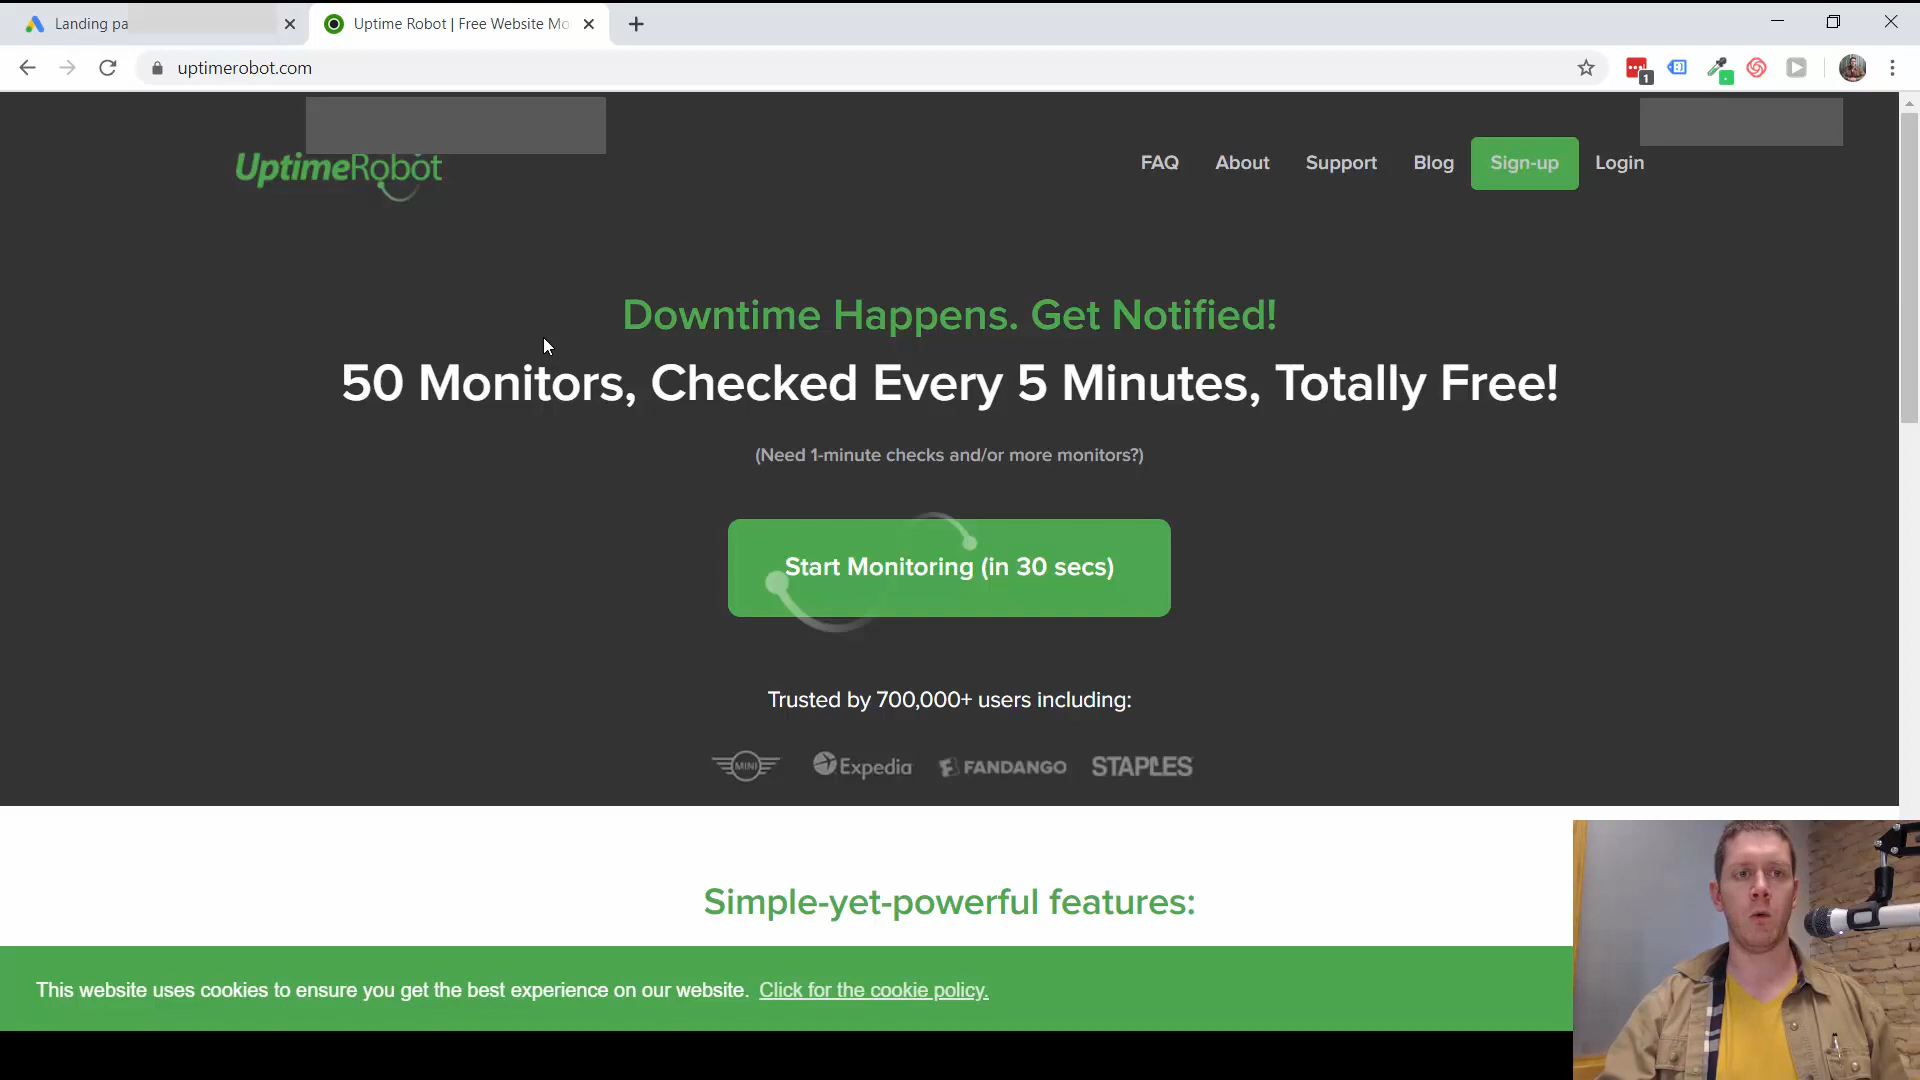 Landing pa
Uptime Robot | Free Website Mo
uptimerobot.com
1
UptimeRobot
FAQ
About
Support
Blog
Sign-up
Login
Downtime Happens. Get Notified!
50 Monitors, Checked Every 5 Minutes, Totally Free!
(Need 1-minute checks and/or more monitors?)
Start Monitoring (in 30 secs)
Trusted by 700,000+ users including:
MINI
Expedia
FANDANGO
STAPLES
Simple-yet-powerful features:
This website uses cookies to ensure you get the best experience on our website. Click for the cookie policy.